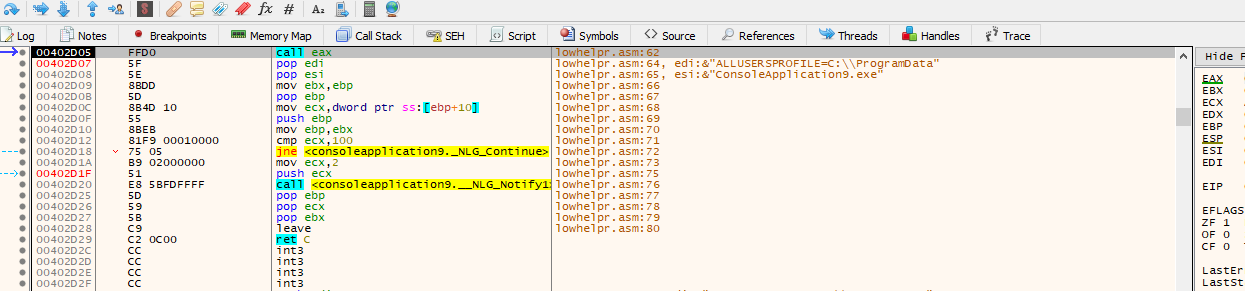 fx # A₂
Log Notes Breakpoints Memory Map Call Stack SEH Script Symbols Source References Threads Handles Trace
00402D05 FFD0 call eax lowhelpr.asm:62
00402D07 5F pop edi lowhelpr.asm:64, edi:&"ALLUSERSPROFILE=C:\\ProgramData"
00402D08 5E pop esi lowhelpr.asm:65, esi:&"ConsoleApplication9.exe"
00402D09 8BDD mov ebx,ebp lowhelpr.asm:66
00402D0B 5D pop ebp lowhelpr.asm:67
00402D0C 8B4D 10 mov ecx,dword ptr ss:[ebp+10] lowhelpr.asm:68
00402D0F 55 push ebp lowhelpr.asm:69
00402D10 8BEB mov ebp,ebx lowhelpr.asm:70
00402D12 81F9 00010000 cmp ecx,100 lowhelpr.asm:71
00402D18 75 05 jne <consoleapplication9._NLG_Continue> lowhelpr.asm:72
00402D1A B9 02000000 mov ecx,2 lowhelpr.asm:73
00402D1F 51 push ecx lowhelpr.asm:75
00402D20 E8 5BFDFFFF call <consoleapplication9.__NLG_Notify1> lowhelpr.asm:76
00402D25 5D pop ebp lowhelpr.asm:77
00402D26 59 pop ecx lowhelpr.asm:78
00402D27 5B pop ebx lowhelpr.asm:79
00402D28 C9 leave lowhelpr.asm:80
00402D29 C2 0C00 ret C
00402D2C CC int3
00402D2D CC int3
00402D2E CC int3
00402D2F CC int3
Hide F
EAX
EBX
ECX
EDX
EBP
ESP
ESI
EDI
EIP
EFLAGS
ZF 1
OF 0
CF 0
LastEr
LastSt